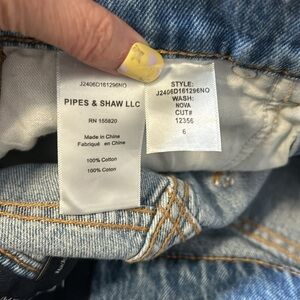 J2406D161296NO
PIPES & SHAW LLC
RN 155820
Made in China
Fabriqué en Chine
100% Cotton
100% Coton
STYLE:
J2406D161296NO
WASH:
NOVA
CUT#
12356
6